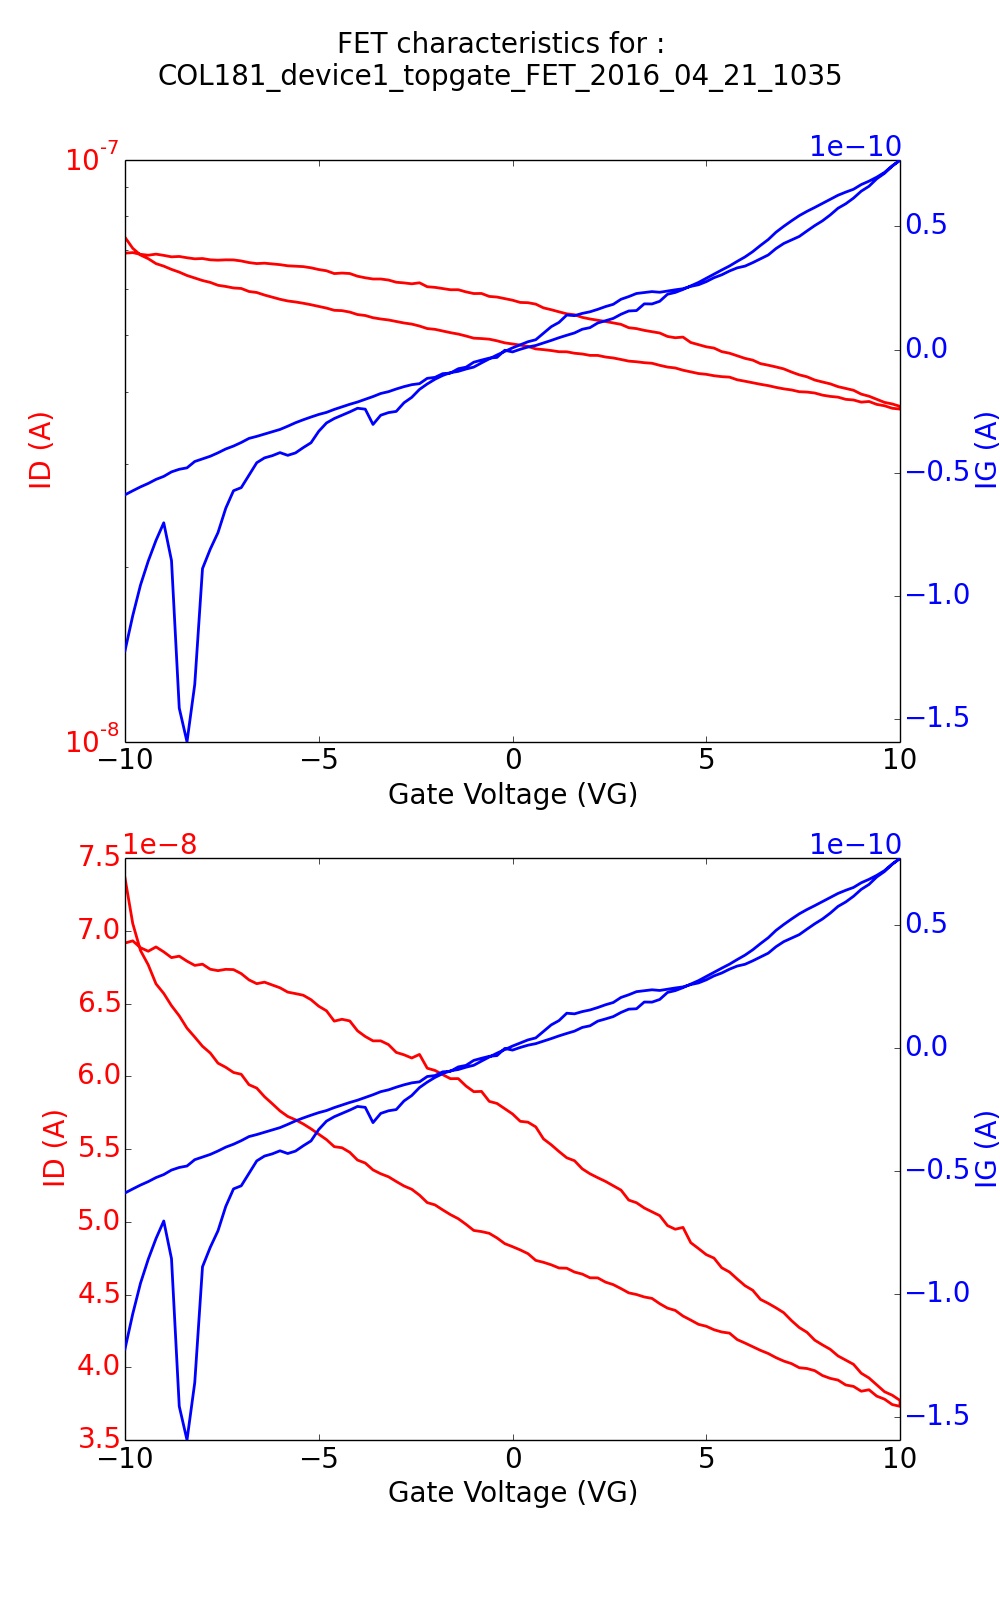 FET characteristics for :
COL181_device1_topgate_FET_2016_04_21_1035
10-7
1e−10
0.5
0.0
−0.5
−1.0
−1.5
ID (A)
IG (A)
10-8
−10 −5 0 5 10
Gate Voltage (VG)
1e−8
1e−10
7.5
7.0
6.5
6.0
5.5
5.0
4.5
4.0
3.5
ID (A)
0.5
0.0
−0.5
−1.0
−1.5
IG (A)
−10 −5 0 5 10
Gate Voltage (VG)